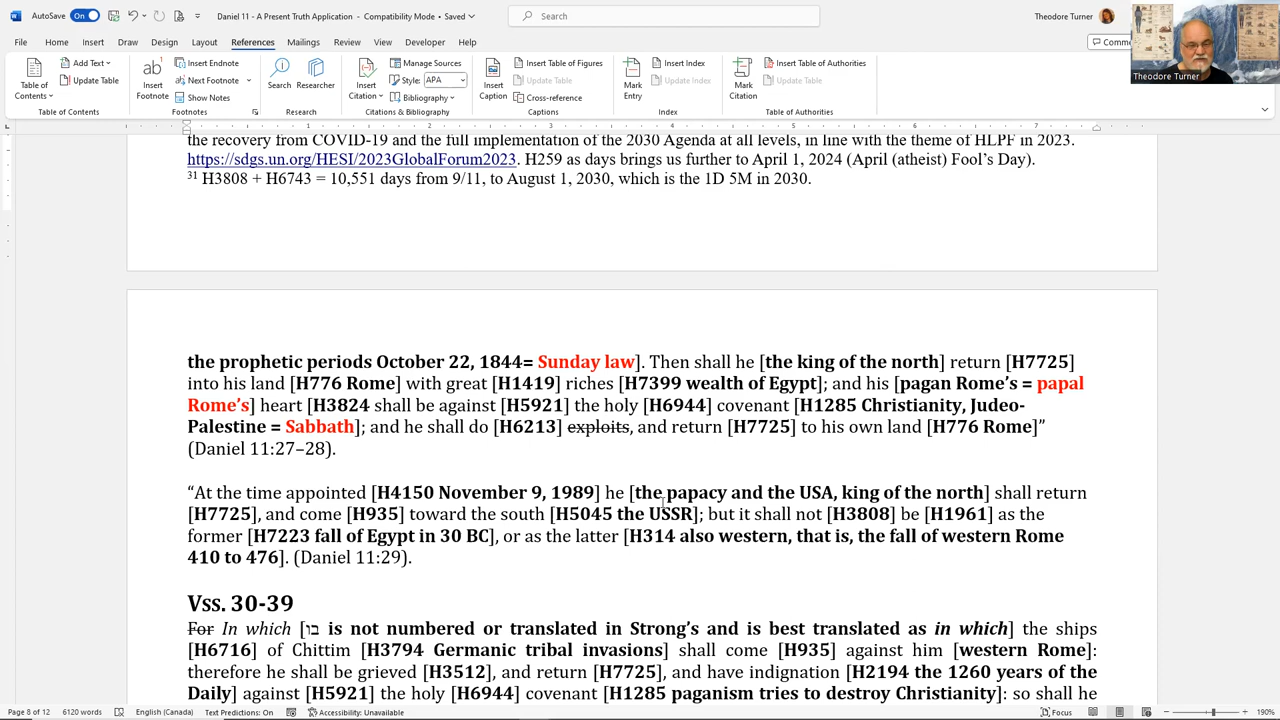 AutoSave On Daniel 11 - A Present Truth Application - Compatibility Mode • Saved Search Theodore Turner
File Home Insert Draw Design Layout References Mailings Review View Developer Help
Table of Contents Add Text Update Table Table of Contents
ab Insert Footnote Insert Endnote Next Footnote Show Notes Footnotes
Search Researcher Research
Insert Citation Manage Sources Style: APA Bibliography Citations & Bibliography
Insert Caption Insert Table of Figures Update Table Cross-reference Captions
Mark Entry Insert Index Update Index Index
Mark Citation Insert Table of Authorities Update Table Table of Authorities
Theodore Turner
1 2 3 4 5 6 7
the recovery from COVID-19 and the full implementation of the 2030 Agenda at all levels, in line with the theme of HLPF in 2023.
https://sdgs.un.org/HESI/2023GlobalForum2023. H259 as days brings us further to April 1, 2024 (April (atheist) Fool's Day).
31 H3808 + H6743 = 10,551 days from 9/11, to August 1, 2030, which is the 1D 5M in 2030.
the prophetic periods October 22, 1844= Sunday law]. Then shall he [the king of the north] return [H7725]
into his land [H776 Rome] with great [H1419] riches [H7399 wealth of Egypt]; and his [pagan Rome's = papal
Rome's] heart [H3824 shall be against [H5921] the holy [H6944] covenant [H1285 Christianity, Judeo-
Palestine = Sabbath]; and he shall do [H6213] exploits, and return [H7725] to his own land [H776 Rome]"
(Daniel 11:27–28).
"At the time appointed [H4150 November 9, 1989] he [the papacy and the USA, king of the north] shall return
[H7725], and come [H935] toward the south [H5045 the USSR]; but it shall not [H3808] be [H1961] as the
former [H7223 fall of Egypt in 30 BC], or as the latter [H314 also western, that is, the fall of western Rome
410 to 476]. (Daniel 11:29).
Vss. 30-39
For In which [בו is not numbered or translated in Strong's and is best translated as in which] the ships
[H6716] of Chittim [H3794 Germanic tribal invasions] shall come [H935] against him [western Rome]:
therefore he shall be grieved [H3512], and return [H7725], and have indignation [H2194 the 1260 years of the
Daily] against [H5921] the holy [H6944] covenant [H1285 paganism tries to destroy Christianity]: so shall he
Page 8 of 12 6120 words English (Canada) Text Predictions: On Accessibility: Unavailable Focus 190%